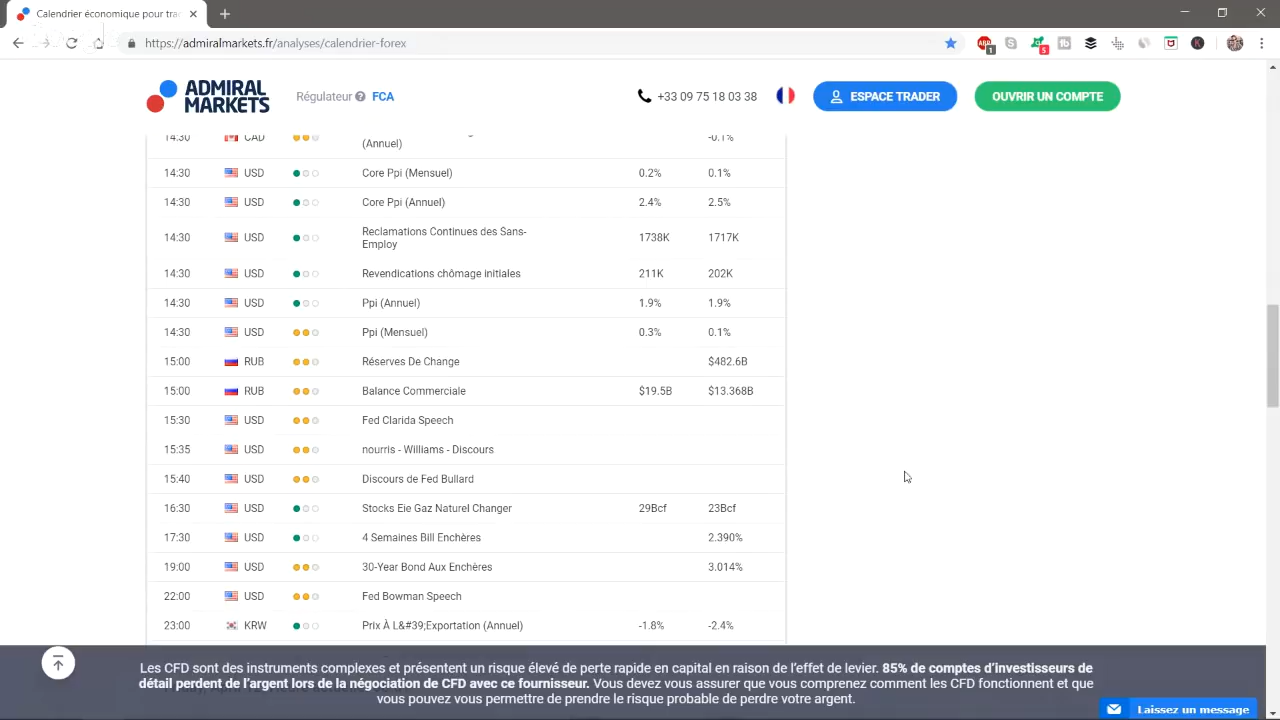 Calendrier économique pour tra
https://admiralmarkets.fr/analyses/calendrier-forex
1
5
ADMIRAL
MARKETS
Régulateur ? FCA
+33 09 75 18 03 38
ESPACE TRADER
OUVRIR UN COMPTE
14:30 CAD (Annuel) -0.1%
14:30 USD Core Ppi (Mensuel) 0.2% 0.1%
14:30 USD Core Ppi (Annuel) 2.4% 2.5%
14:30 USD Reclamations Continues des Sans-
Employ 1738K 1717K
14:30 USD Revendications chômage initiales 211K 202K
14:30 USD Ppi (Annuel) 1.9% 1.9%
14:30 USD Ppi (Mensuel) 0.3% 0.1%
15:00 RUB Réserves De Change $482.6B
15:00 RUB Balance Commerciale $19.5B $13.368B
15:30 USD Fed Clarida Speech
15:35 USD nourris - Williams - Discours
15:40 USD Discours de Fed Bullard
16:30 USD Stocks Eie Gaz Naturel Changer 29Bcf 23Bcf
17:30 USD 4 Semaines Bill Enchères 2.390%
19:00 USD 30-Year Bond Aux Enchères 3.014%
22:00 USD Fed Bowman Speech
23:00 KRW Prix À L&#39;Exportation (Annuel) -1.8% -2.4%
Les CFD sont des instruments complexes et présentent un risque élevé de perte rapide en capital en raison de l'effet de levier. 85% de comptes d'investisseurs de
détail perdent de l'argent lors de la négociation de CFD avec ce fournisseur. Vous devez vous assurer que vous comprenez comment les CFD fonctionnent et que
vous pouvez vous permettre de prendre le risque probable de perdre votre argent.
Laissez un message